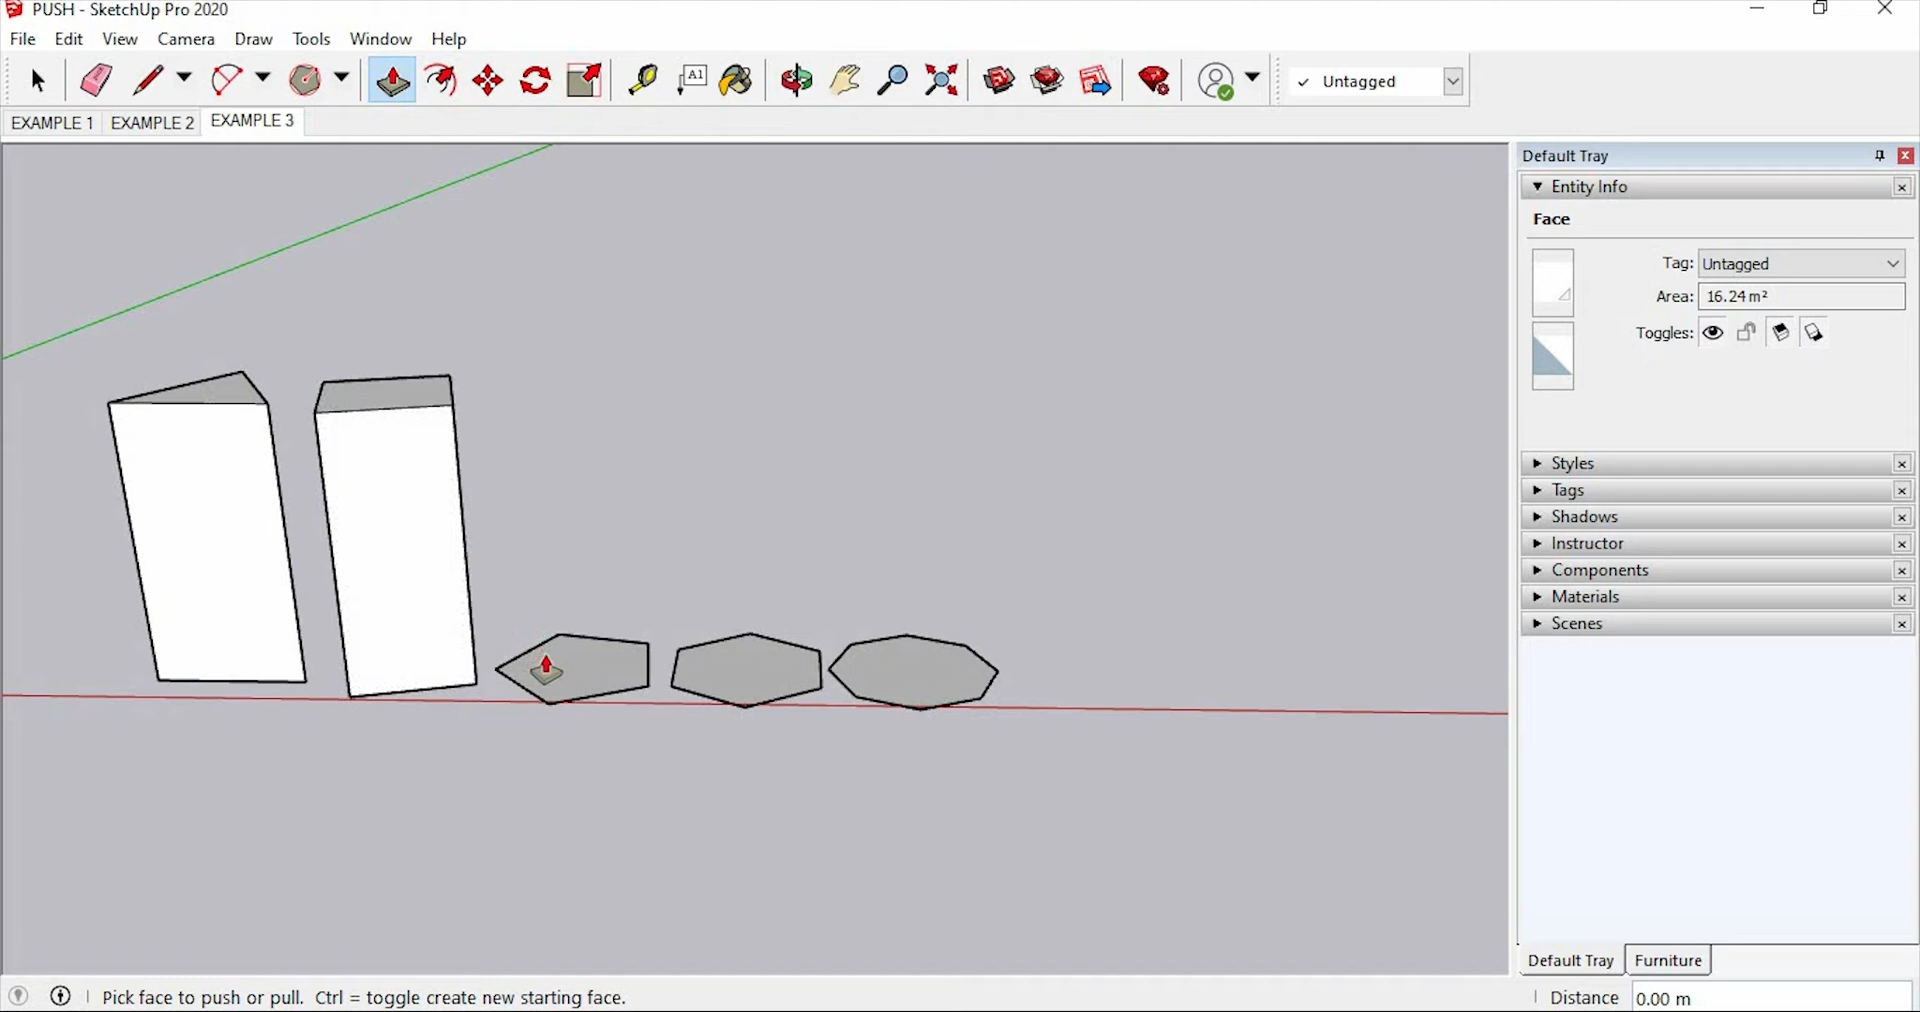 PUSH - SketchUp Pro 2020
File Edit View Camera Draw Tools Window Help
A1
✓ Untagged
EXAMPLE 1 EXAMPLE 2 EXAMPLE 3
Default Tray
Entity Info
Face
Tag: Untagged
Area: 16.24 m²
Toggles:
Styles
Tags
Shadows
Instructor
Components
Materials
Scenes
Default Tray Furniture
Pick face to push or pull. Ctrl = toggle create new starting face.
Distance 0.00 m